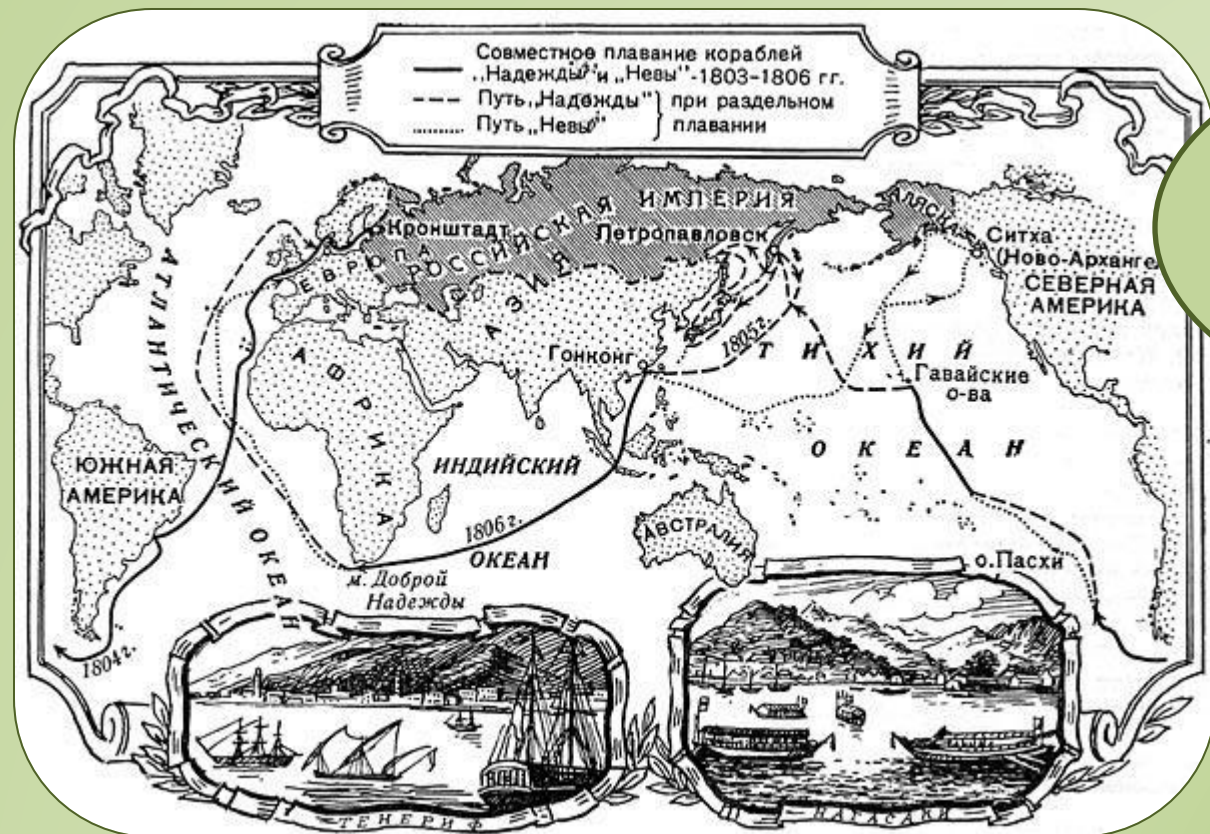 Совместное плавание кораблей
„Надежды" и „Невы"-1803-1806 гг.
Путь „Надежды" } при раздельном
Путь „Невы" плавании
РОССИЙСКАЯ ИМПЕРИЯ
АЛЯСКА
Кронштадт
Петропавловск
Ситха
(Ново-Арханге
СЕВЕРНАЯ
АМЕРИКА
ЕВРОПА
АЗИЯ
АТЛАНТИЧЕСКИЙ ОКЕАН
АФРИКА
Гонконг
1805г.
ТИХИЙ
ОКЕАН
Гавайские
о-ва
ЮЖНАЯ
АМЕРИКА
ИНДИЙСКИЙ
ОКЕАН
1806г.
АВСТРАЛИЯ
о.Пасхи
м. Доброй
Надежды
1804г.
ТЕНЕРИФ
НАГАСАКИ